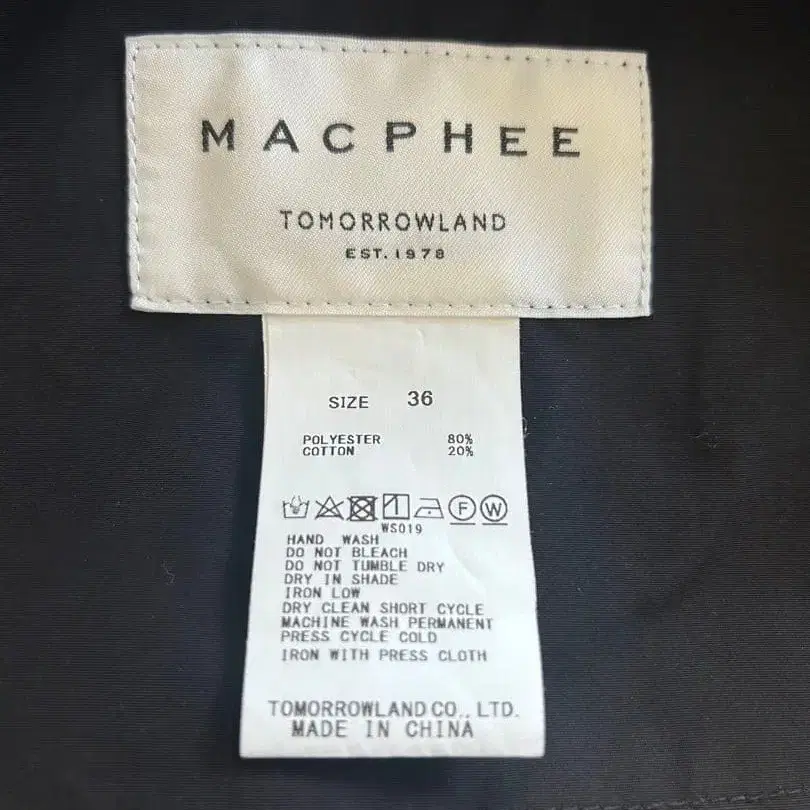 MACPHEE
TOMORROWLAND
EST. 1978
SIZE 36
POLYESTER 80%
COTTON 20%
F W
WS019
HAND WASH
DO NOT BLEACH
DO NOT TUMBLE DRY
DRY IN SHADE
IRON LOW
DRY CLEAN SHORT CYCLE
MACHINE WASH PERMANENT
PRESS CYCLE COLD
IRON WITH PRESS CLOTH
TOMORROWLAND CO., LTD.
MADE IN CHINA